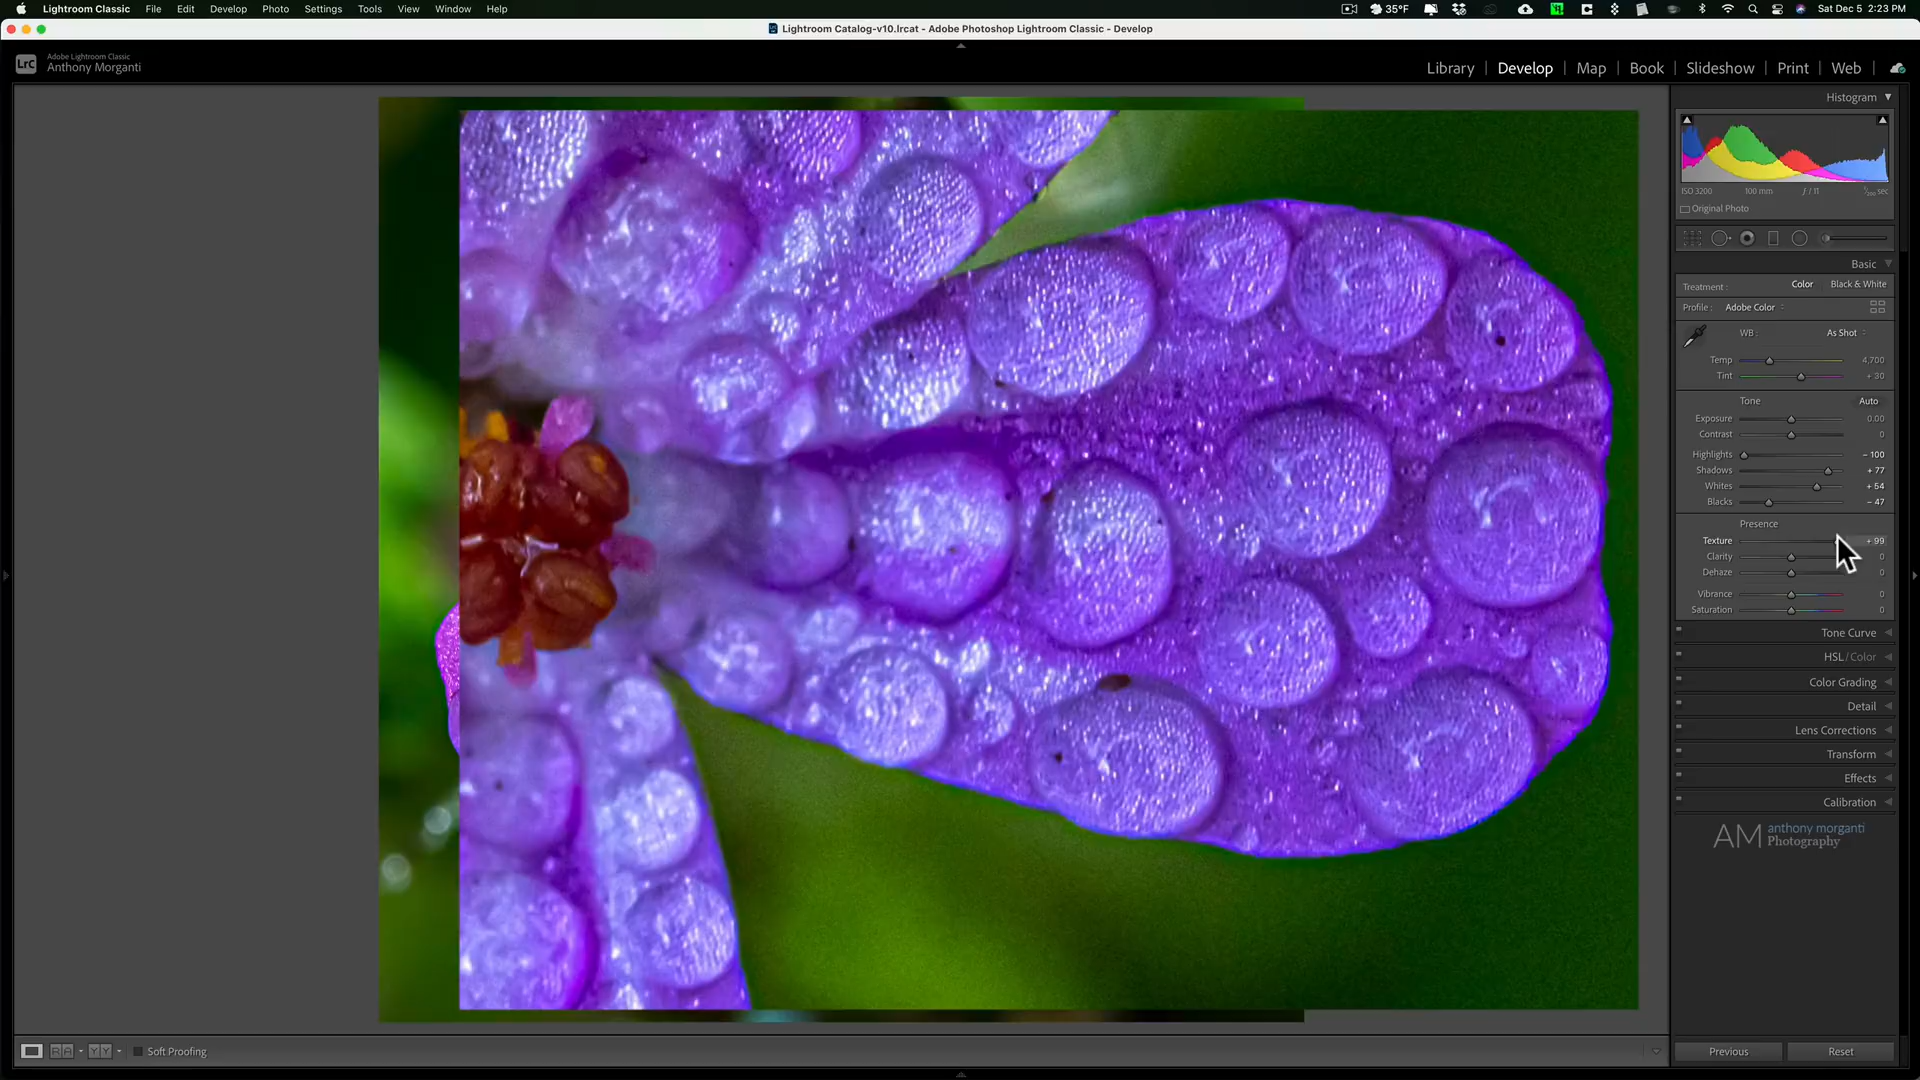 Lightroom Classic File Edit Develop Photo Settings Tools View Window Help 35°F Sat Dec 5 2:23 PM
Lightroom Catalog-v10.lrcat - Adobe Photoshop Lightroom Classic - Develop
LrC Adobe Lightroom Classic
Anthony Morganti
Library | Develop | Map | Book | Slideshow | Print | Web
Histogram
ISO 3200 100 mm f / 11
Original Photo
Basic
Treatment : Color Black & White
Profile : Adobe Color
WB : As Shot
Temp 4,700
Tint + 30
Tone Auto
Exposure 0.00
Contrast 0
Highlights - 100
Shadows + 77
Whites + 54
Blacks - 47
Presence
Texture + 99
Clarity 0
Dehaze 0
Vibrance 0
Saturation 0
Tone Curve
HSL / Color
Color Grading
Detail
Lens Corrections
Transform
Effects
Calibration
AM anthony morganti
Photography
Soft Proofing
Previous Reset